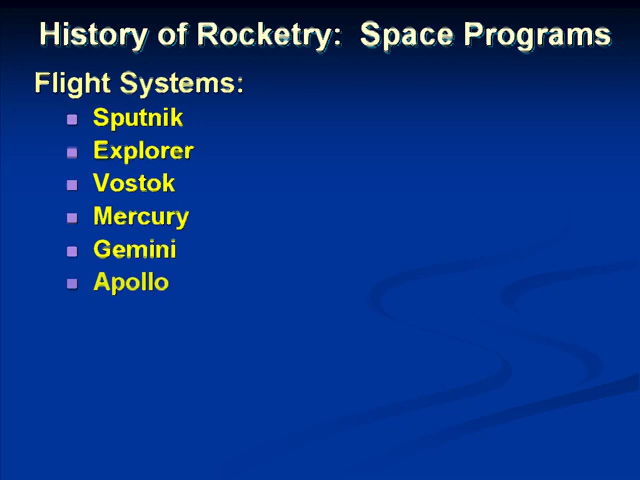 History of Rocketry: Space Programs
Flight Systems:
Sputnik
Explorer
Vostok
Mercury
Gemini
Apollo